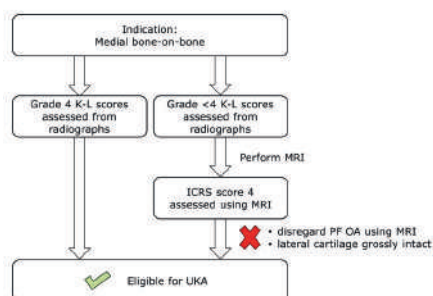 Indication:
Medial bone-on-bone
Grade 4 K-L scores
assessed from
radiographs
Grade <4 K-L scores
assessed from
radiographs
Perform MRI
ICRS score 4
assessed using MRI
• disregard PF OA using MRI
• lateral cartilage grossly intact
Eligible for UKA